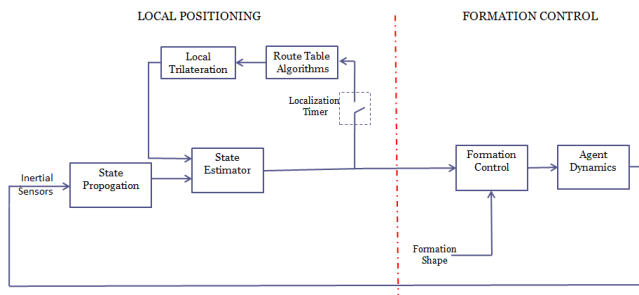 LOCAL POSITIONING
FORMATION CONTROL
Local
Trilateration
Route Table
Algorithms
Localization
Timer
State
Estimator
Formation
Control
Agent
Dynamics
Inertial
Sensors
State
Propogation
Formation
Shape